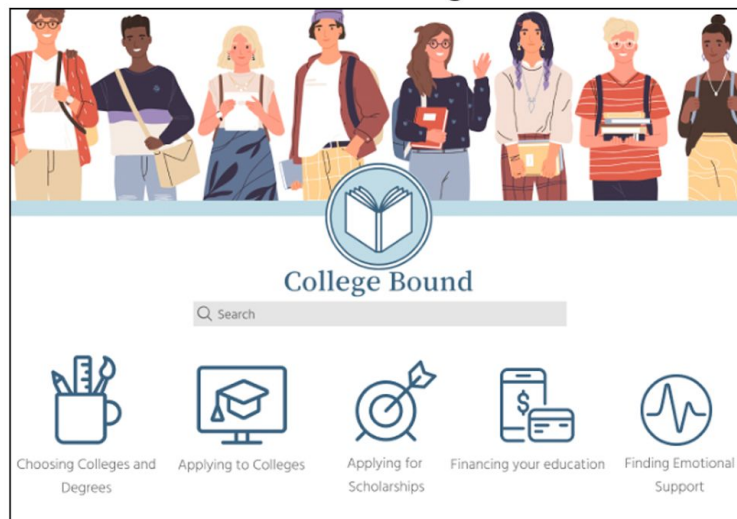 College Bound
Search
Choosing Colleges and
Degrees
Applying to Colleges
Applying for
Scholarships
Financing your education
Finding Emotional
Support